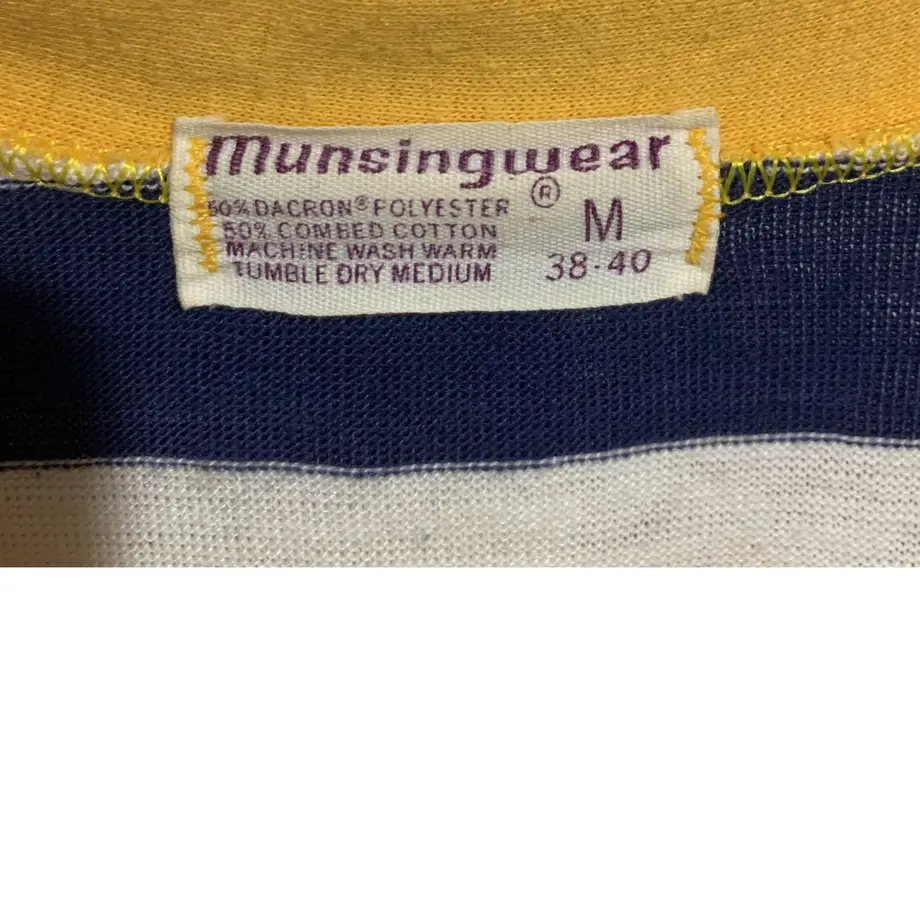 munsingwear
®
50% DACRON® POLYESTER
50% COMBED COTTON
MACHINE WASH WARM
TUMBLE DRY MEDIUM
M
38-40